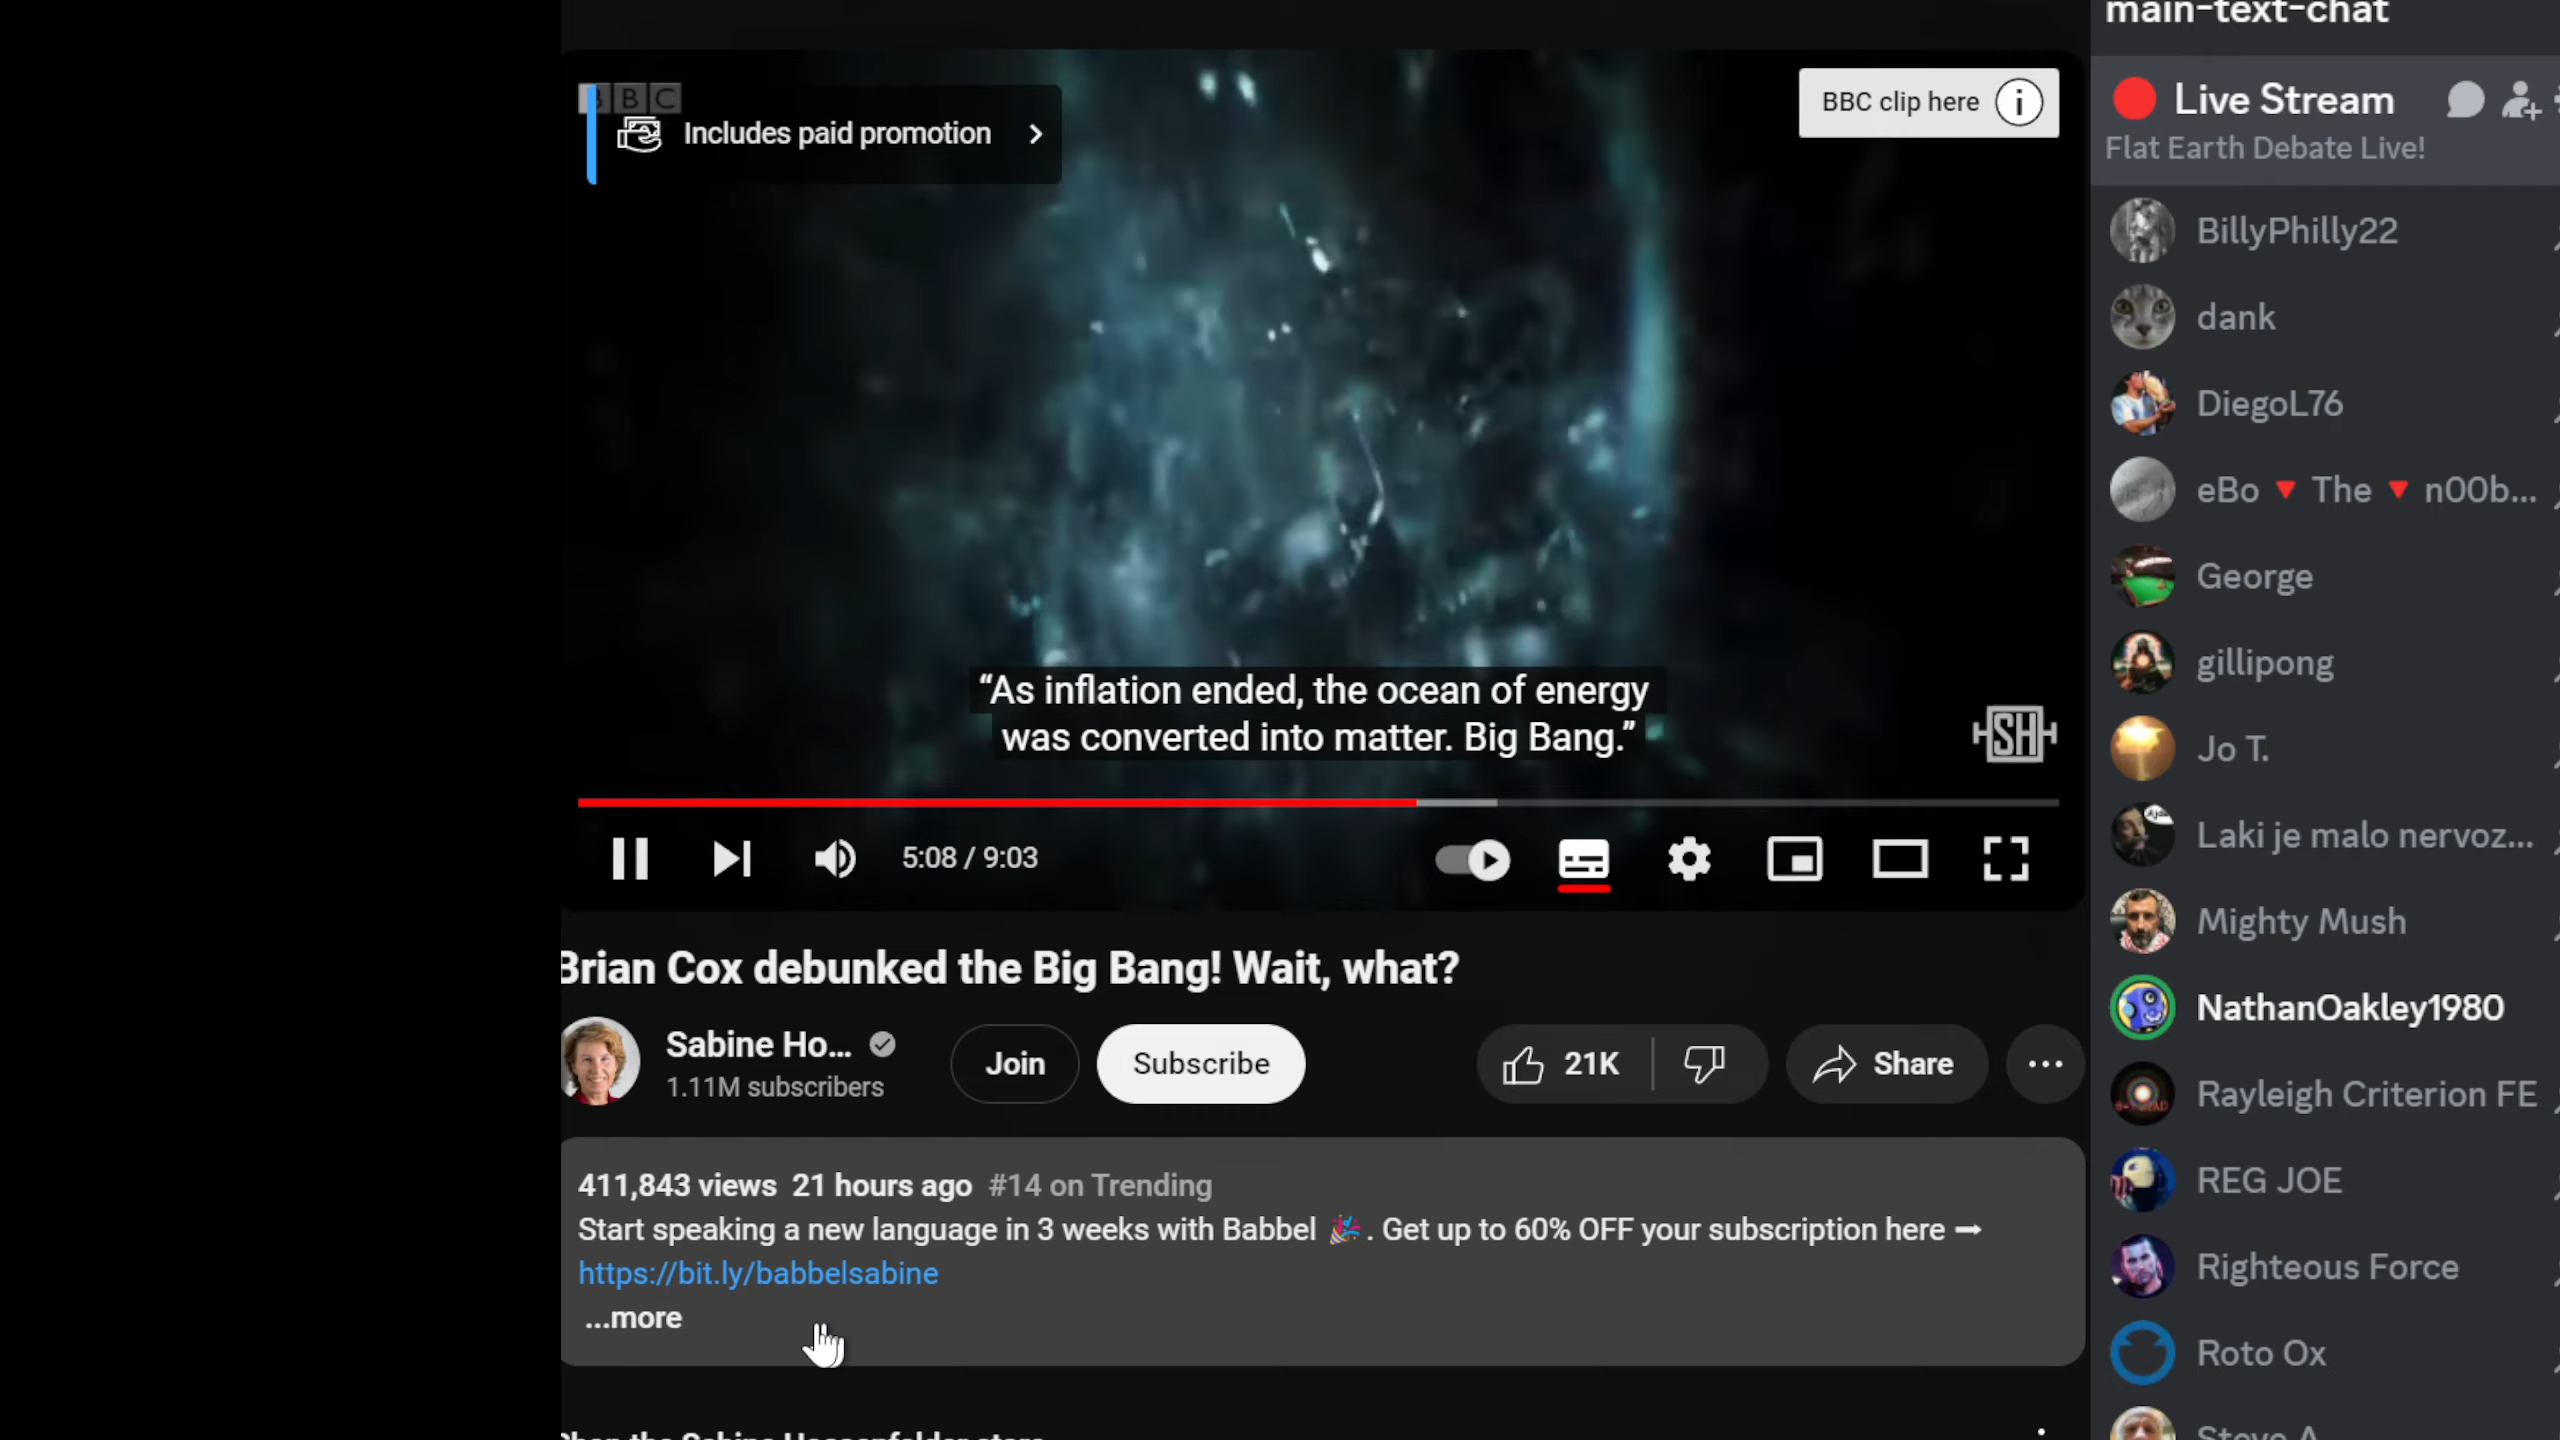 BBC
Includes paid promotion
BBC clip here
“As inflation ended, the ocean of energy
was converted into matter. Big Bang.”
SH
5:08 / 9:03
Brian Cox debunked the Big Bang! Wait, what?
Sabine Ho...
1.11M subscribers
Join
Subscribe
21K
Share
411,843 views 21 hours ago #14 on Trending
Start speaking a new language in 3 weeks with Babbel 🎉. Get up to 60% OFF your subscription here ➞
https://bit.ly/babbelsabine
...more
main-text-chat
Live Stream
Flat Earth Debate Live!
BillyPhilly22
dank
DiegoL76
eBo 🔻 The 🔻 n00b...
George
gillipong
Jo T.
Laki je malo nervoz...
Mighty Mush
NathanOakley1980
Rayleigh Criterion FE
REG JOE
Righteous Force
Roto Ox